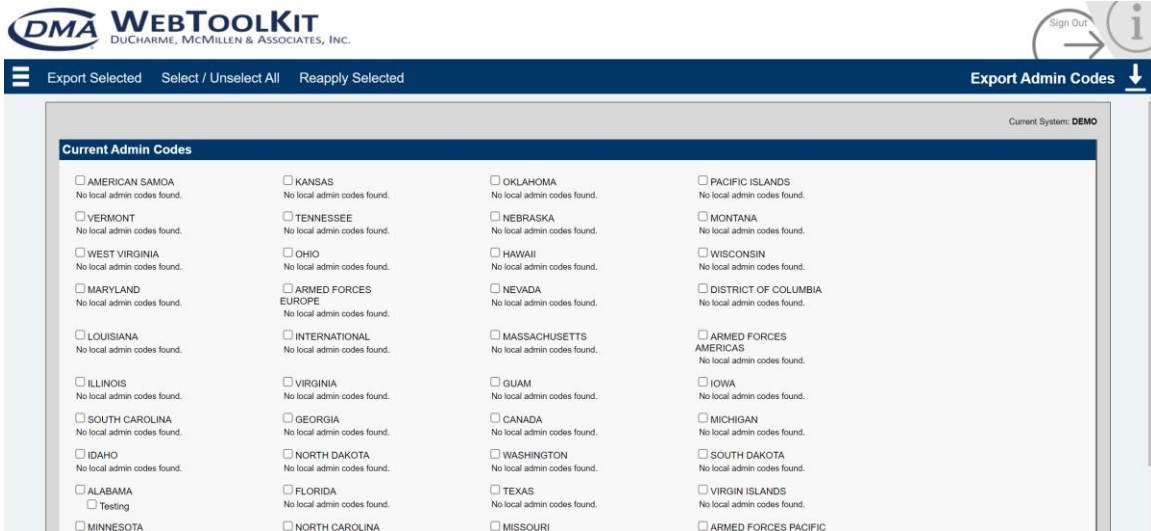 DMA WEBTOOLKIT
DUCHARME, MCMILLEN & ASSOCIATES, INC.
Sign Out
i
Export Selected Select / Unselect All Reapply Selected Export Admin Codes
Current System: DEMO
Current Admin Codes
AMERICAN SAMOA KANSAS OKLAHOMA PACIFIC ISLANDS
No local admin codes found. No local admin codes found. No local admin codes found. No local admin codes found.
VERMONT TENNESSEE NEBRASKA MONTANA
No local admin codes found. No local admin codes found. No local admin codes found. No local admin codes found.
WEST VIRGINIA OHIO HAWAII WISCONSIN
No local admin codes found. No local admin codes found. No local admin codes found. No local admin codes found.
MARYLAND ARMED FORCES NEVADA DISTRICT OF COLUMBIA
No local admin codes found. EUROPE No local admin codes found. No local admin codes found.
No local admin codes found.
LOUISIANA INTERNATIONAL MASSACHUSETTS ARMED FORCES
No local admin codes found. No local admin codes found. No local admin codes found. AMERICAS
No local admin codes found.
ILLINOIS VIRGINIA GUAM IOWA
No local admin codes found. No local admin codes found. No local admin codes found. No local admin codes found.
SOUTH CAROLINA GEORGIA CANADA MICHIGAN
No local admin codes found. No local admin codes found. No local admin codes found. No local admin codes found.
IDAHO NORTH DAKOTA WASHINGTON SOUTH DAKOTA
No local admin codes found. No local admin codes found. No local admin codes found. No local admin codes found.
ALABAMA FLORIDA TEXAS VIRGIN ISLANDS
Testing No local admin codes found. No local admin codes found. No local admin codes found.
MINNESOTA NORTH CAROLINA MISSOURI ARMED FORCES PACIFIC